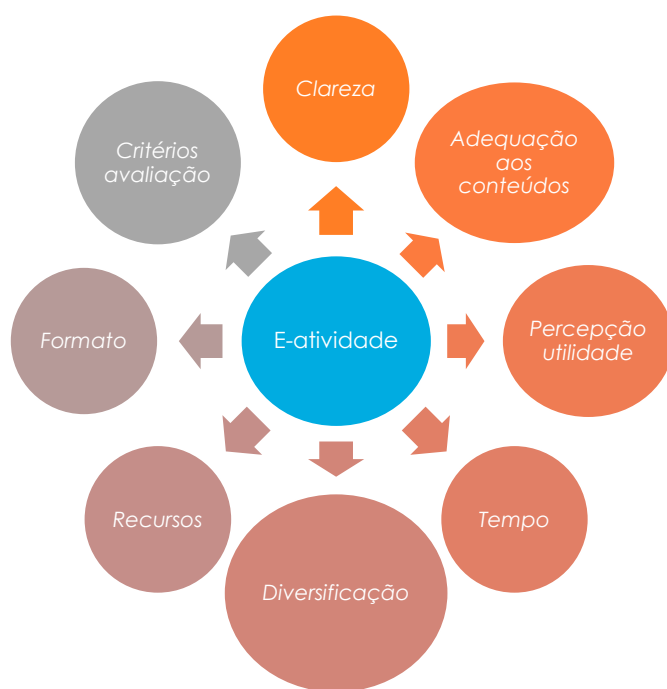 Clareza
Adequação
aos
conteúdos
Percepção
utilidade
Tempo
Diversificação
Recursos
Formato
Critérios
avaliação
E-atividade